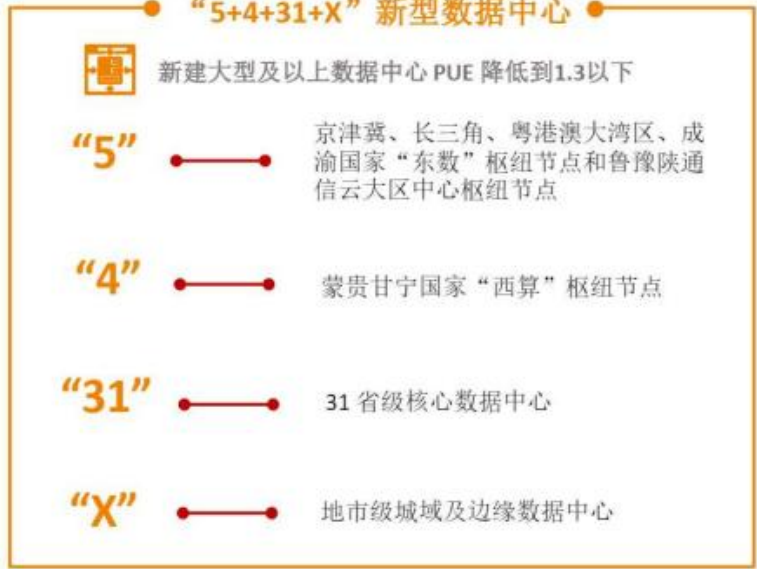 “5+4+31+X”新型数据中心
新建大型及以上数据中心 PUE 降低到1.3以下
“5”
京津冀、长三角、粤港澳大湾区、成
渝国家“东数”枢纽节点和鲁豫陕通
信云大区中心枢纽节点
“4”
蒙贵甘宁国家“西算”枢纽节点
“31”
31 省级核心数据中心
“X”
地市级城域及边缘数据中心